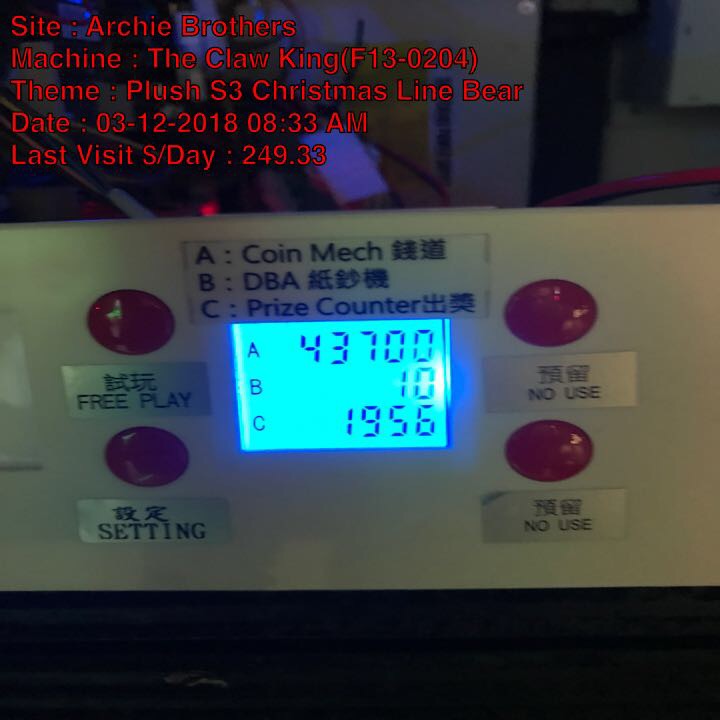 Site : Archie Brothers
Machine : The Claw King(F13-0204)
Theme : Plush S3 Christmas Line Bear
Date : 03-12-2018 08:33 AM
Last Visit S/Day : 249.33
A : Coin Mech 錢道
B : DBA 紙鈔機
C : Prize Counter出獎
A 43700
B 10
C 1956
試玩
FREE PLAY
預留
NO USE
設定
SETTING
預留
NO USE